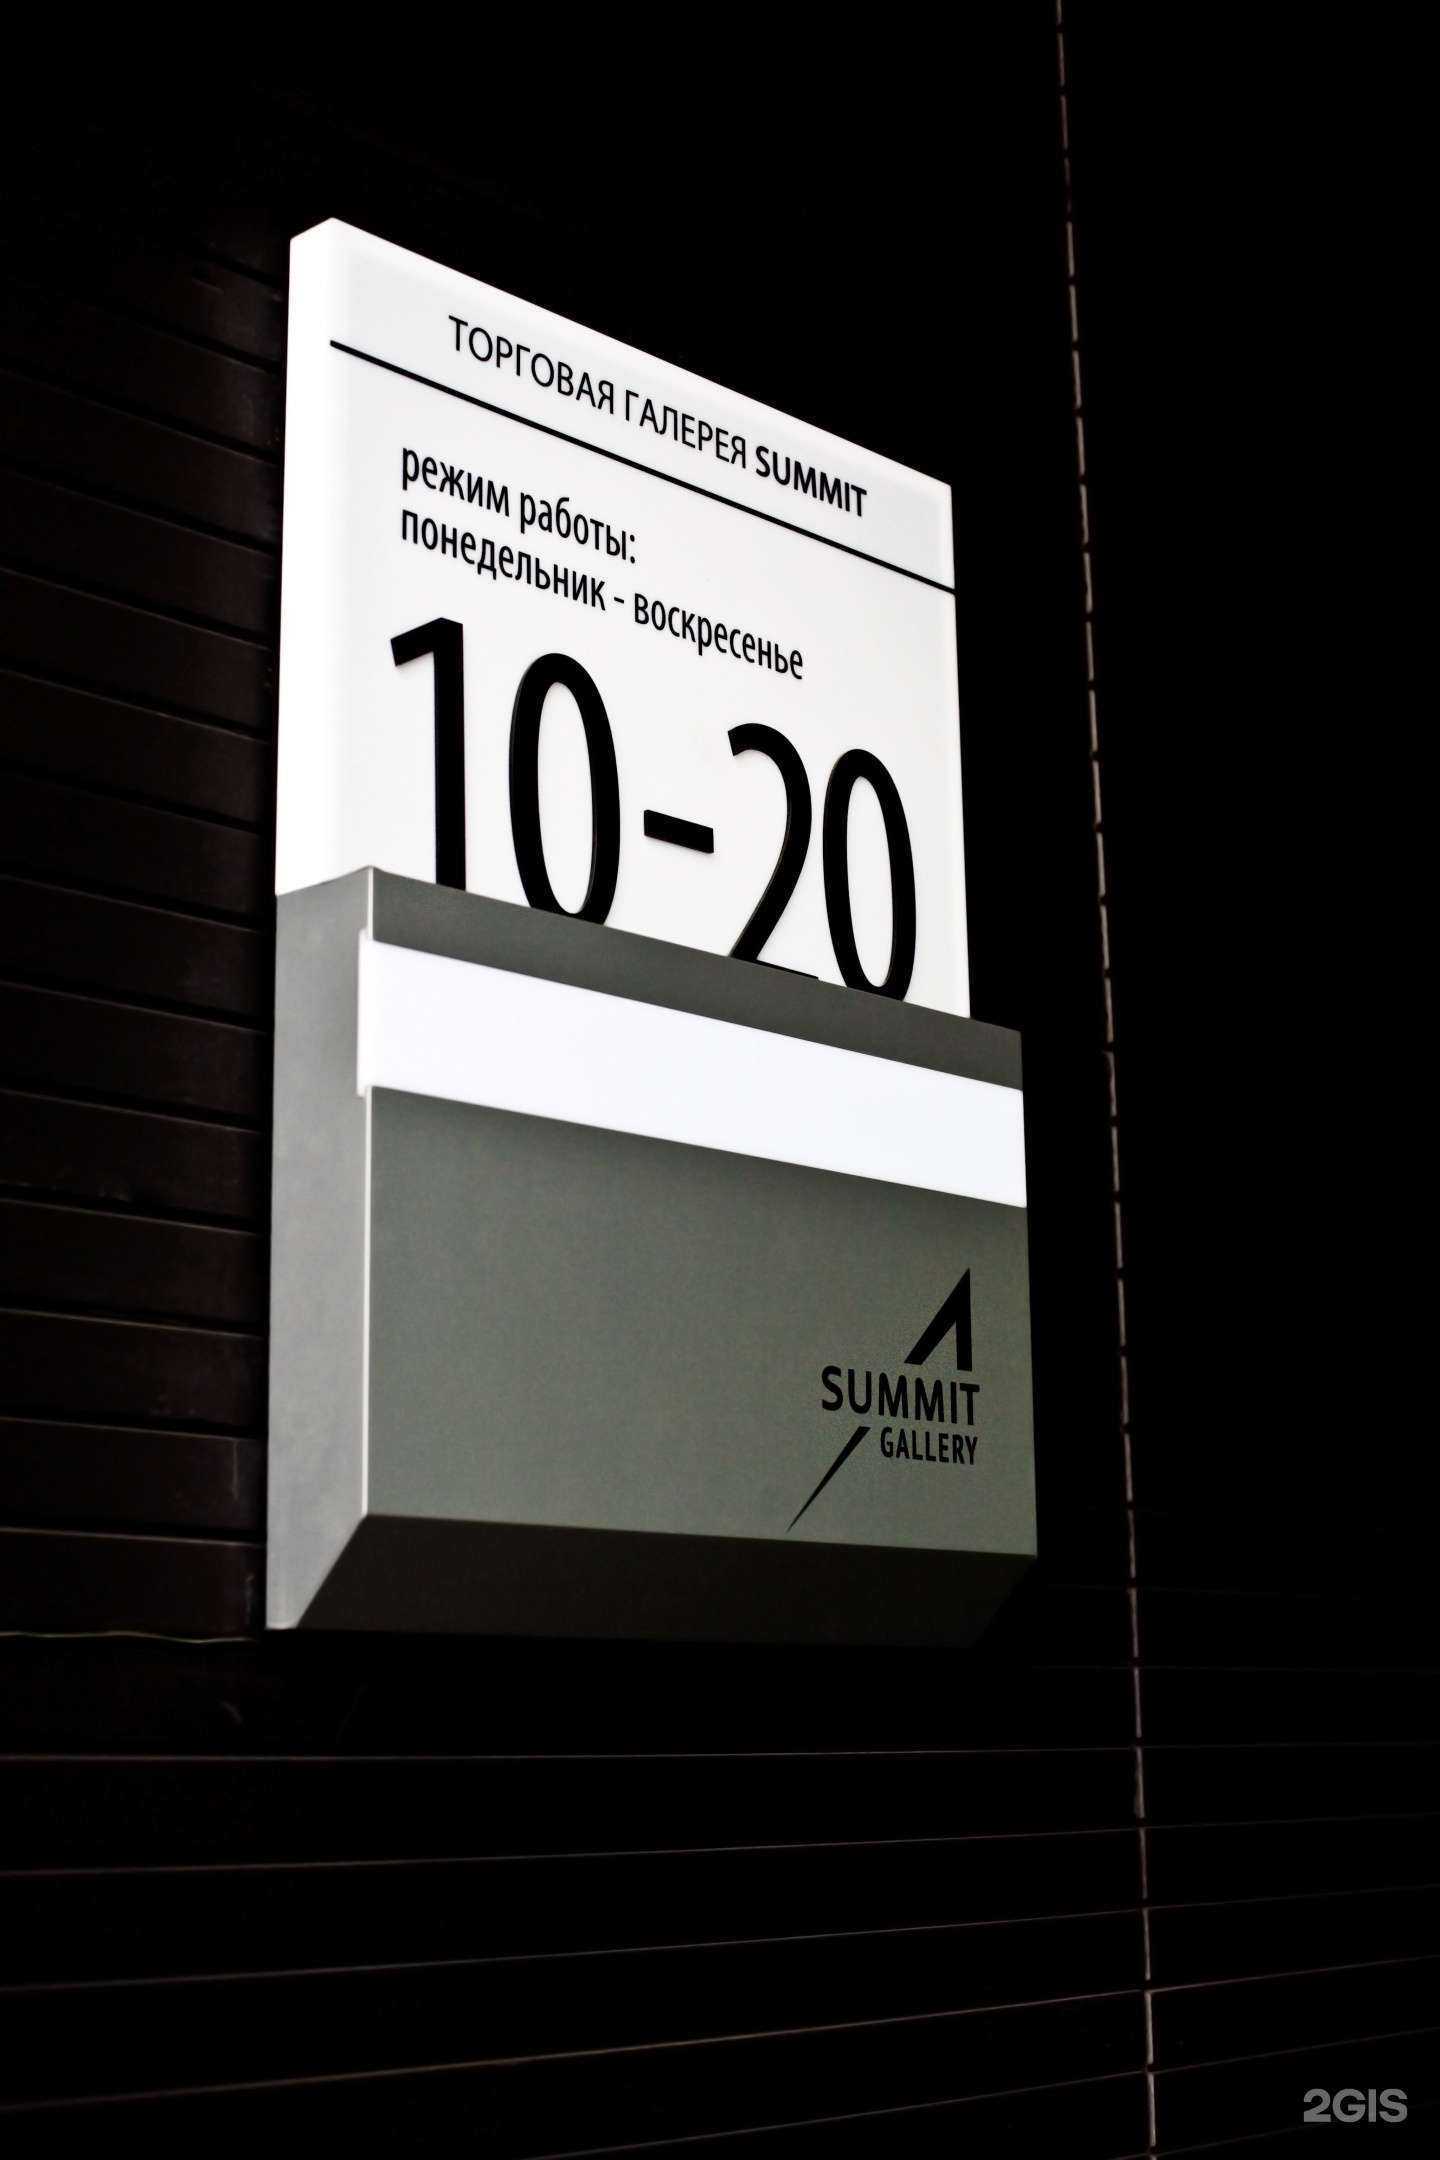 ТОРГОВАЯ ГАЛЕРЕЯ SUMMIT
режим работы:
понедельник - воскресенье
10-20
SUMMIT
GALLERY
2GIS